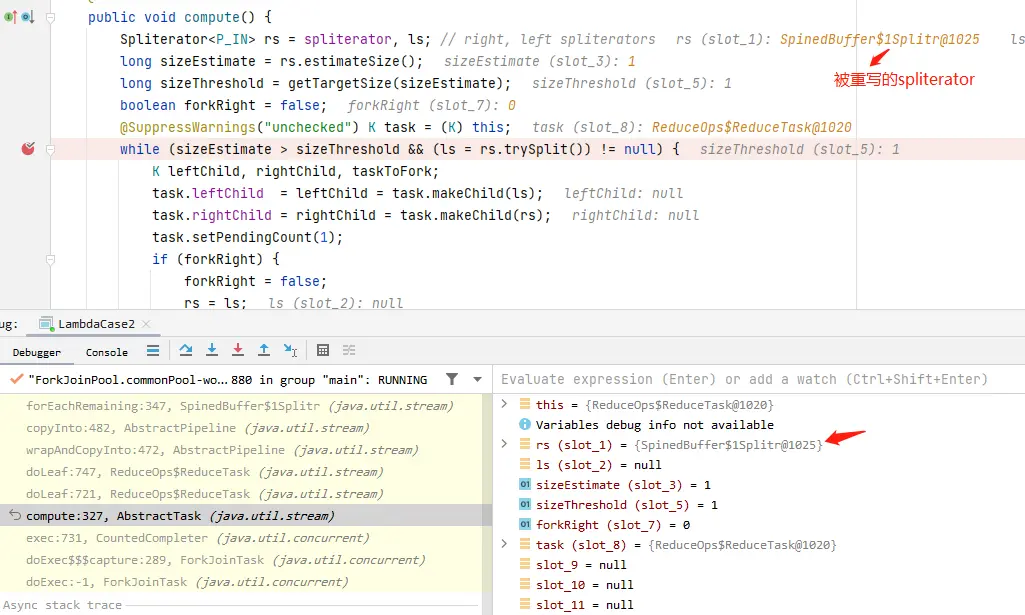 public void compute() {
Spliterator<P_IN> rs = spliterator, ls; // right, left spliterators rs (slot_1): SpinedBuffer$1Splitr@1025 ls
long sizeEstimate = rs.estimateSize(); sizeEstimate (slot_3): 1
被重写的spliterator
long sizeThreshold = getTargetSize(sizeEstimate); sizeThreshold (slot_5): 1
boolean forkRight = false; forkRight (slot_7): 0
@SuppressWarnings("unchecked") K task = (K) this; task (slot_8): ReduceOps$ReduceTask@1020
while (sizeEstimate > sizeThreshold && (ls = rs.trySplit()) != null) { sizeThreshold (slot_5): 1
K leftChild, rightChild, taskToFork;
task.leftChild = leftChild = task.makeChild(ls); leftChild: null
task.rightChild = rightChild = task.makeChild(rs); rightChild: null
task.setPendingCount(1);
if (forkRight) {
forkRight = false;
rs = ls; ls (slot_2): null
ug: LambdaCase2
Debugger Console
"ForkJoinPool.commonPool-wo...880 in group "main": RUNNING
Evaluate expression (Enter) or add a watch (Ctrl+Shift+Enter)
forEachRemaining:347, SpinedBuffer$1Splitr (java.util.stream)
copyInto:482, AbstractPipeline (java.util.stream)
wrapAndCopyInto:472, AbstractPipeline (java.util.stream)
doLeaf:747, ReduceOps$ReduceTask (java.util.stream)
doLeaf:721, ReduceOps$ReduceTask (java.util.stream)
compute:327, AbstractTask (java.util.stream)
exec:731, CountedCompleter (java.util.concurrent)
doExec$$$capture:289, ForkJoinTask (java.util.concurrent)
doExec:-1, ForkJoinTask (java.util.concurrent)
Async stack trace
this = {ReduceOps$ReduceTask@1020}
Variables debug info not available
rs (slot_1) = {SpinedBuffer$1Splitr@1025}
ls (slot_2) = null
01 sizeEstimate (slot_3) = 1
01 sizeThreshold (slot_5) = 1
01 forkRight (slot_7) = 0
task (slot_8) = {ReduceOps$ReduceTask@1020}
slot_9 = null
slot_10 = null
slot_11 = null